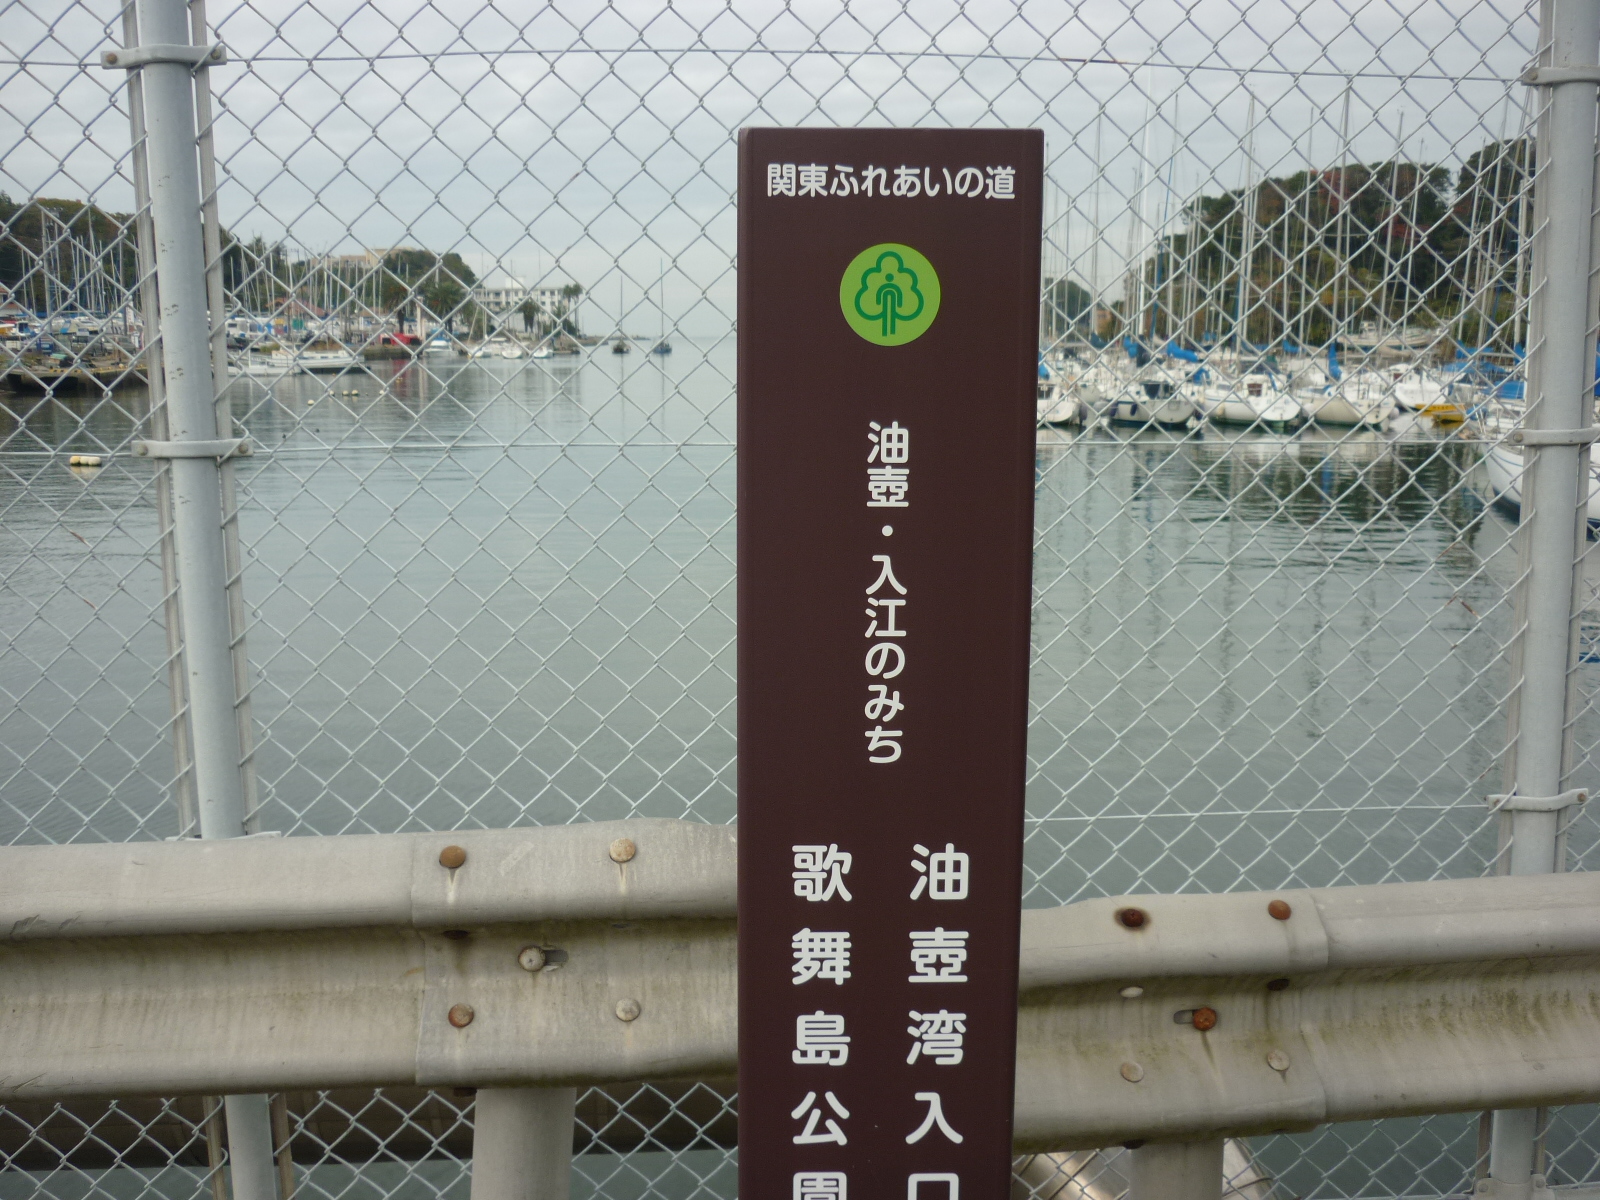 関東ふれあいの道
油壺・入江のみち
油壺湾入口
歌舞島公園